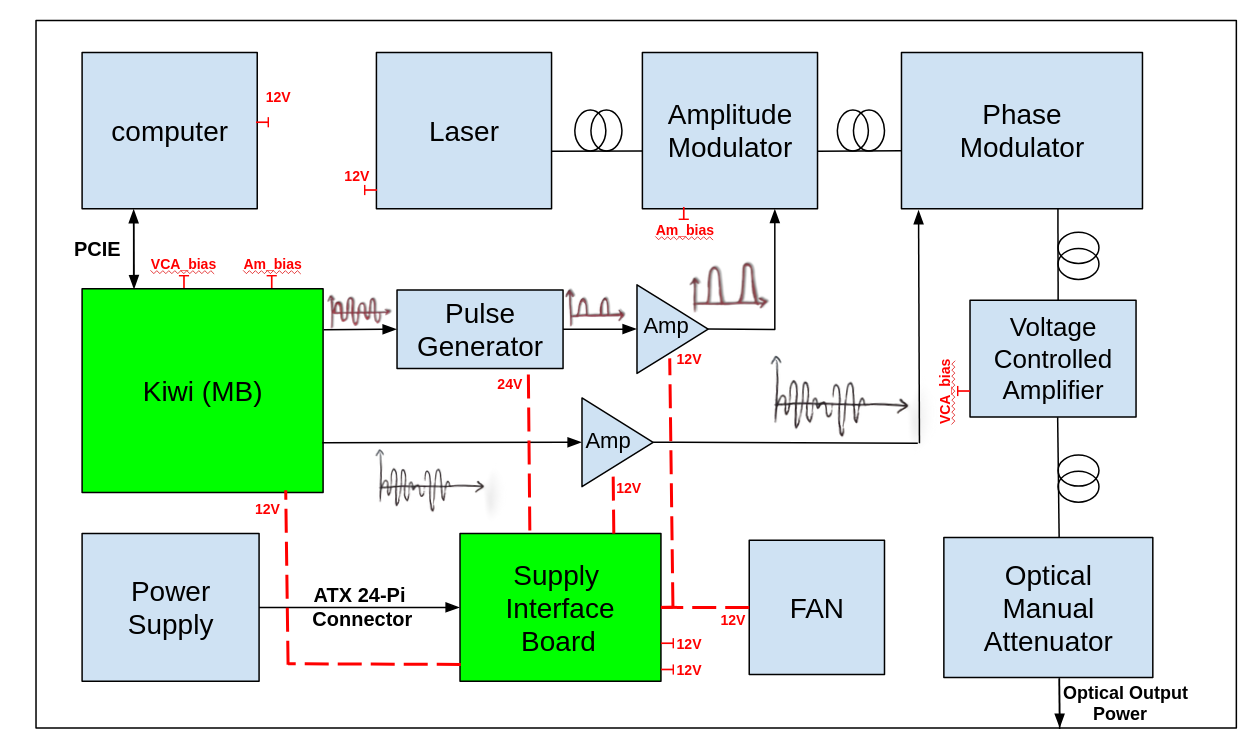 computer
12V
Laser
12V
Amplitude
Modulator
Am_bias
Phase
Modulator
PCIE
VCA_bias
Am_bias
Kiwi (MB)
12V
Pulse
Generator
24V
Amp
12V
Amp
12V
Voltage
Controlled
Amplifier
VCA_bias
Power
Supply
ATX 24-Pi
Connector
Supply
Interface
Board
12V
12V
12V
FAN
Optical
Manual
Attenuator
Optical Output
Power